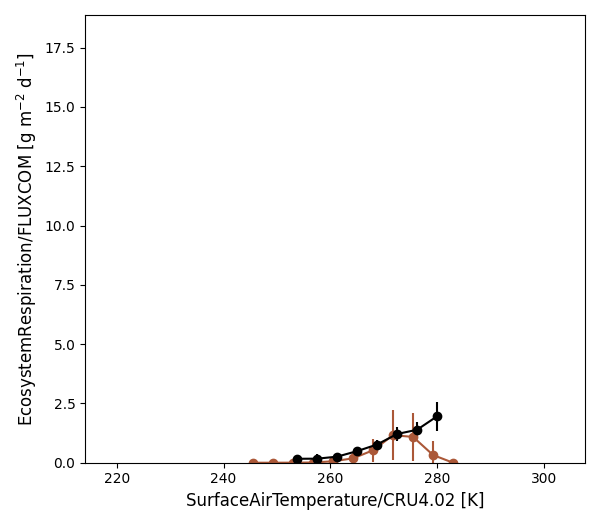 17.5
15.0
12.5
10.0
7.5
5.0
2.5
0.0
220 240 260 280 300
SurfaceAirTemperature/CRU4.02 [K]
EcosystemRespiration/FLUXCOM [g m⁻² d⁻¹]